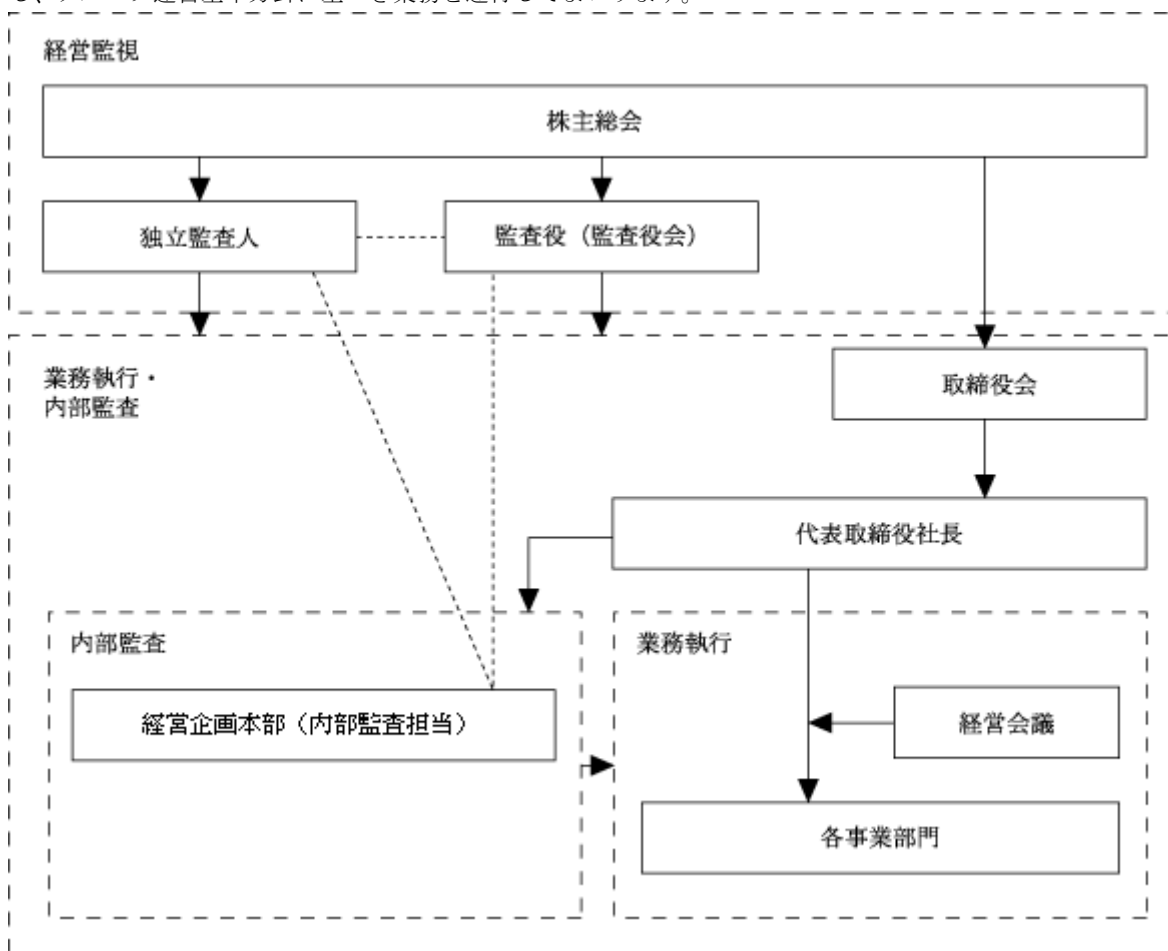 経営監視
株主総会
独立監査人
監査役（監査役会）
業務執行・
内部監査
取締役会
代表取締役社長
内部監査
経営企画本部（内部監査担当）
業務執行
経営会議
各事業部門